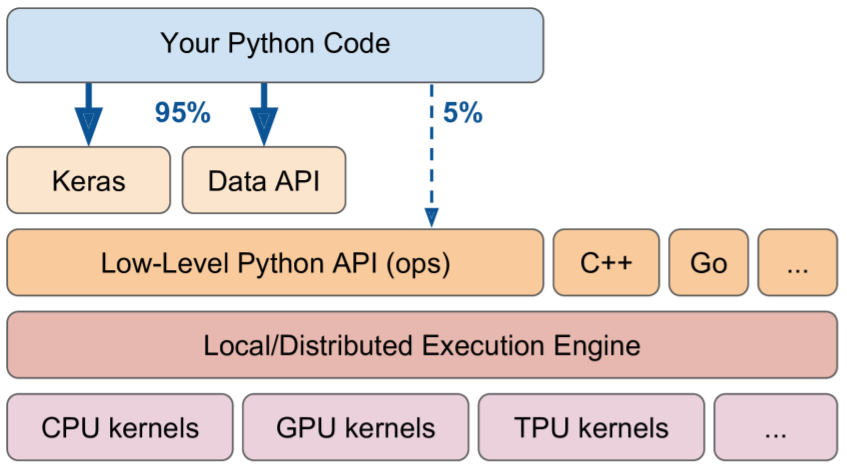 Your Python Code
95%
5%
Keras
Data API
Low-Level Python API (ops)
C++
Go
...
Local/Distributed Execution Engine
CPU kernels
GPU kernels
TPU kernels
...